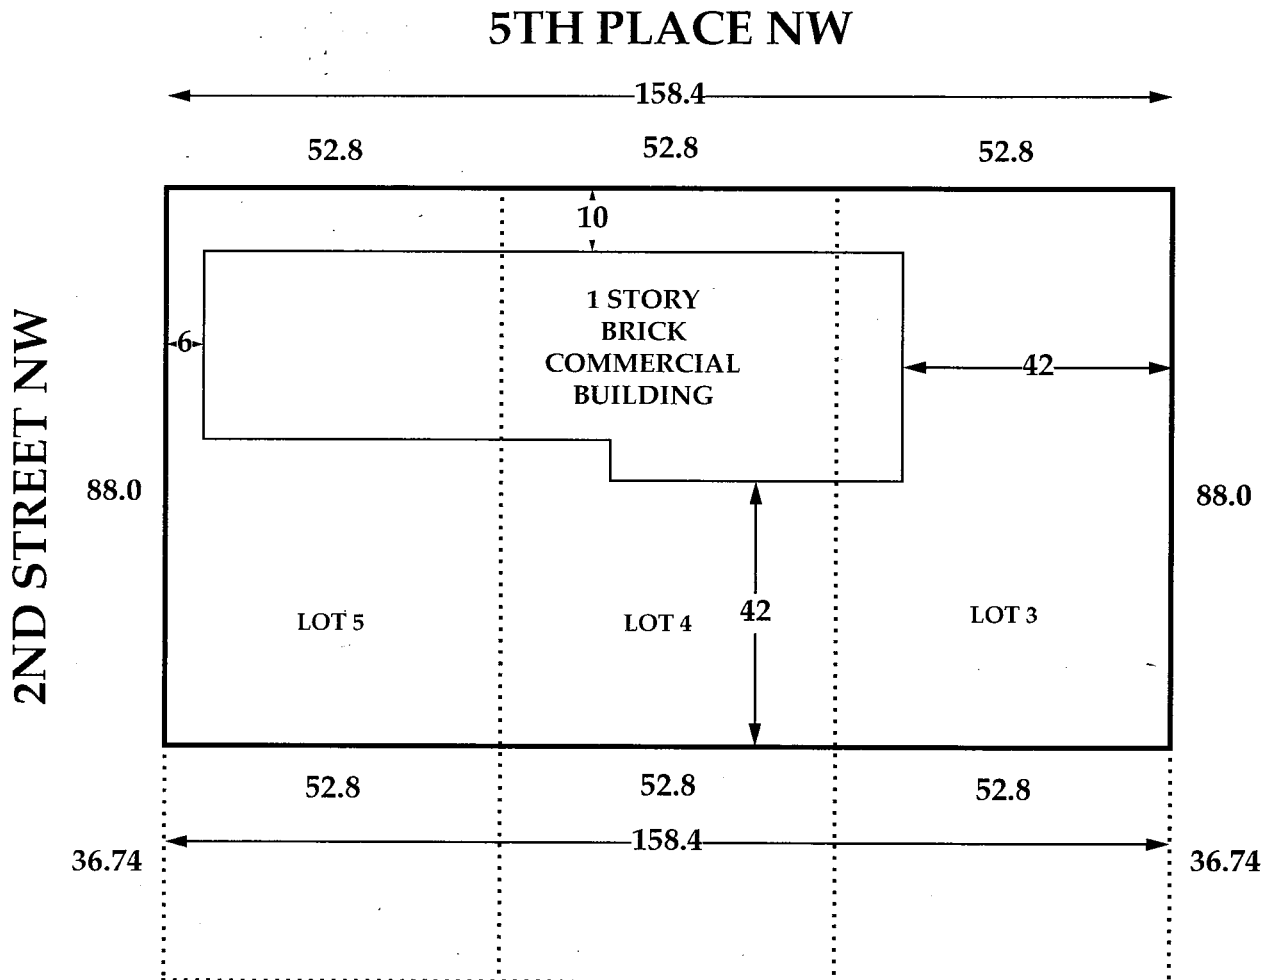 5TH PLACE NW
158.4
52.8 52.8 52.8
10
1 STORY
BRICK
COMMERCIAL
BUILDING
6
42
2ND STREET NW
88.0
88.0
LOT 5
LOT 4
42
LOT 3
52.8 52.8 52.8
158.4
36.74
36.74